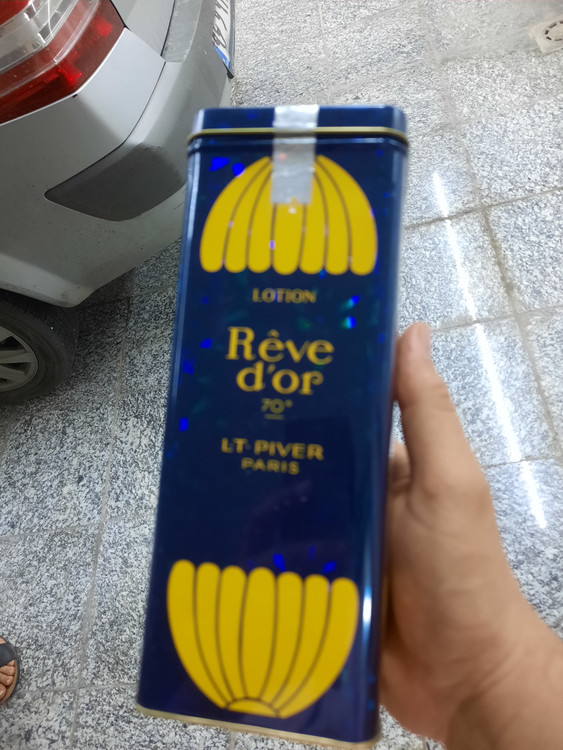 LOTION
Rêve
d'or
70°
LT·PIVER
PARIS